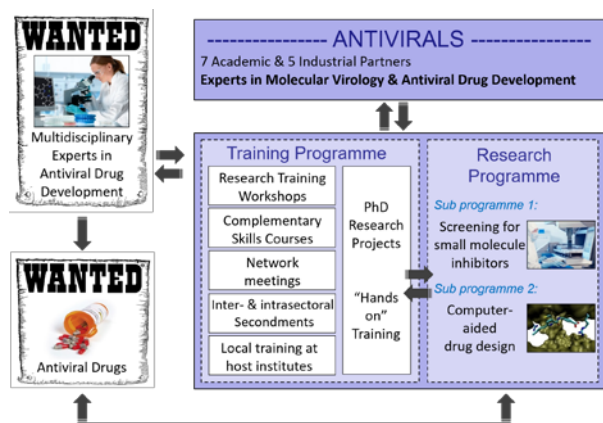 WANTED
Multidisciplinary
Experts in
Antiviral Drug
Development
WANTED
Antiviral Drugs
ANTIVIRALS
7 Academic & 5 Industrial Partners
Experts in Molecular Virology & Antiviral Drug Development
Training Programme
Research Training
Workshops
Complementary
Skills Courses
Network
meetings
Inter- & intrasectoral
Secondments
Local training at
host institutes
PhD
Research
Projects
“Hands
on”
Training
Research
Programme
Sub programme 1:
Screening for
small molecule
inhibitors
Sub programme 2:
Computer-
aided
drug design